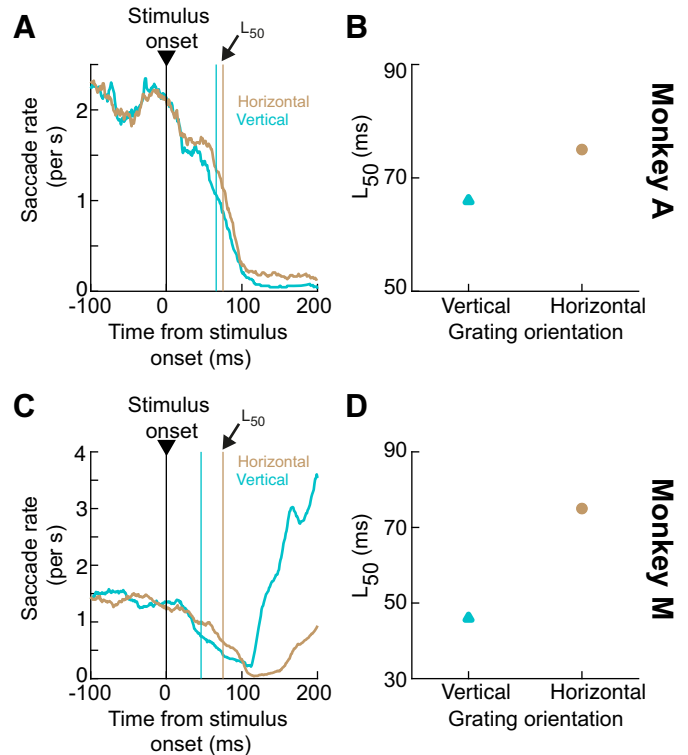 A
Stimulus
onset
L50
Horizontal
Vertical
Saccade rate
(per s)
2
1
0
-100
0
100
200
Time from stimulus
onset (ms)
B
90
70
50
L50 (ms)
Vertical
Horizontal
Grating orientation
Monkey A
C
Stimulus
onset
L50
Horizontal
Vertical
Saccade rate
(per s)
4
3
2
1
0
-100
0
100
200
Time from stimulus
onset (ms)
D
90
70
50
30
L50 (ms)
Vertical
Horizontal
Grating orientation
Monkey M